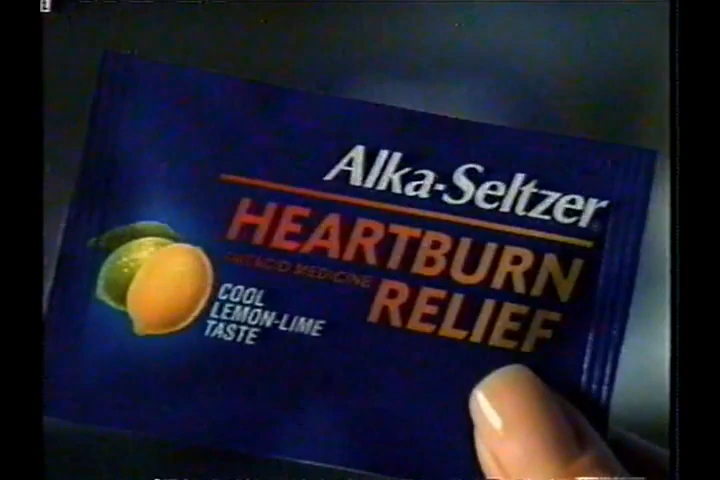 Alka-Seltzer®
HEARTBURN
ANTACID MEDICINE
RELIEF
COOL
LEMON-LIME
TASTE